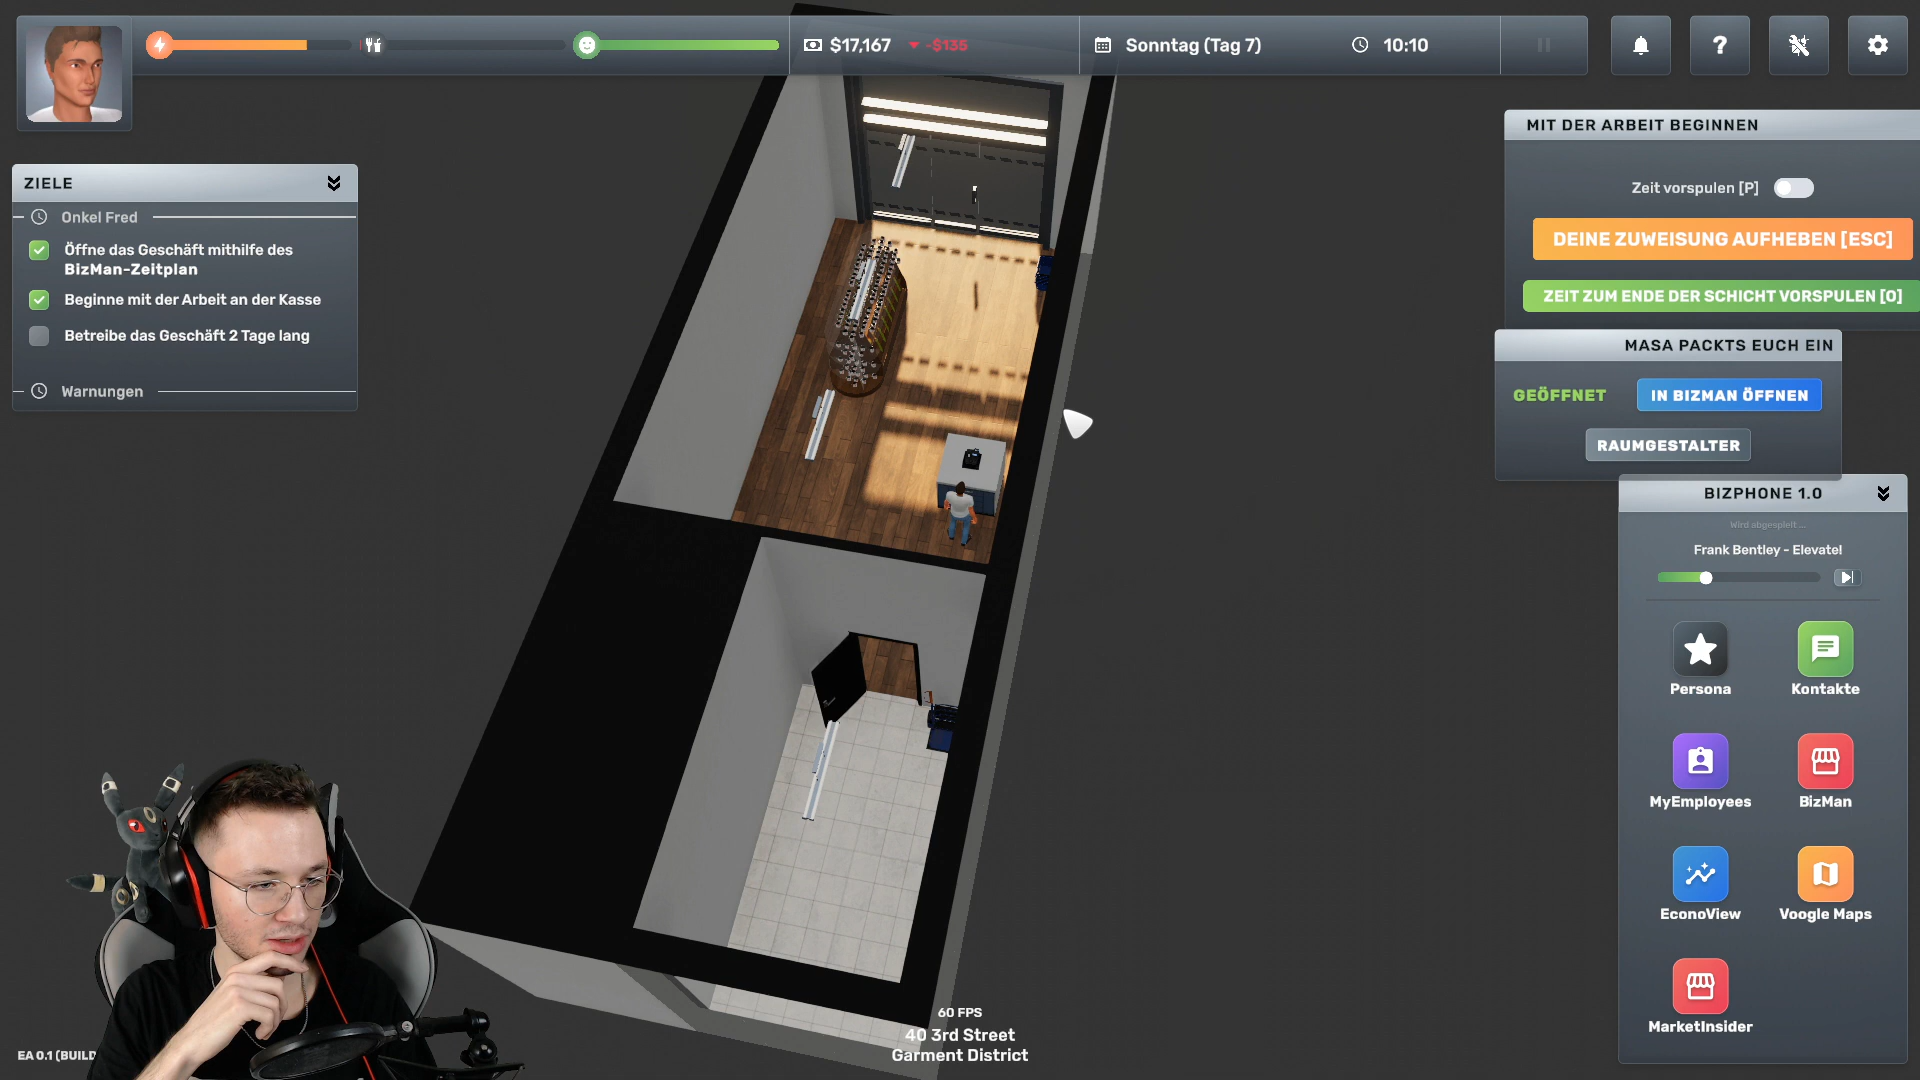 $17,167
-$135
Sonntag (Tag 7)
10:10
ZIELE
Onkel Fred
Öffne das Geschäft mithilfe des
BizMan-Zeitplan
Beginne mit der Arbeit an der Kasse
Betreibe das Geschäft 2 Tage lang
Warnungen
MIT DER ARBEIT BEGINNEN
Zeit vorspulen [P]
DEINE ZUWEISUNG AUFHEBEN [ESC]
ZEIT ZUM ENDE DER SCHICHT VORSPULEN [O]
MASA PACKTS EUCH EIN
GEÖFFNET
IN BIZMAN ÖFFNEN
RAUMGESTALTER
BIZPHONE 1.0
Wird abgespielt ...
Frank Bentley - Elevatel
Persona
Kontakte
MyEmployees
BizMan
EconoView
Voogle Maps
MarketInsider
60 FPS
40 3rd Street
Garment District
EA 0.1 (BUILD